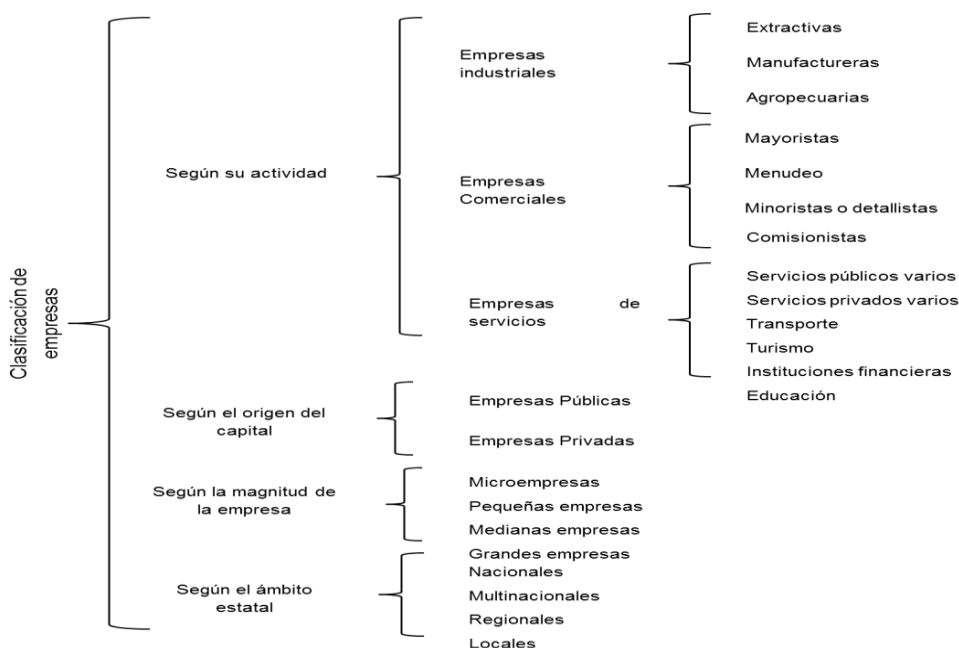 Clasificación de
empresas
Según su actividad
Empresas
industriales
Extractivas
Manufactureras
Agropecuarias
Empresas
Comerciales
Mayoristas
Menudeo
Minoristas o detallistas
Comisionistas
Empresas de
servicios
Servicios públicos varios
Servicios privados varios
Transporte
Turismo
Instituciones financieras
Educación
Según el origen del
capital
Empresas Públicas
Empresas Privadas
Según la magnitud de
la empresa
Microempresas
Pequeñas empresas
Medianas empresas
Grandes empresas
Según el ámbito
estatal
Nacionales
Multinacionales
Regionales
Locales